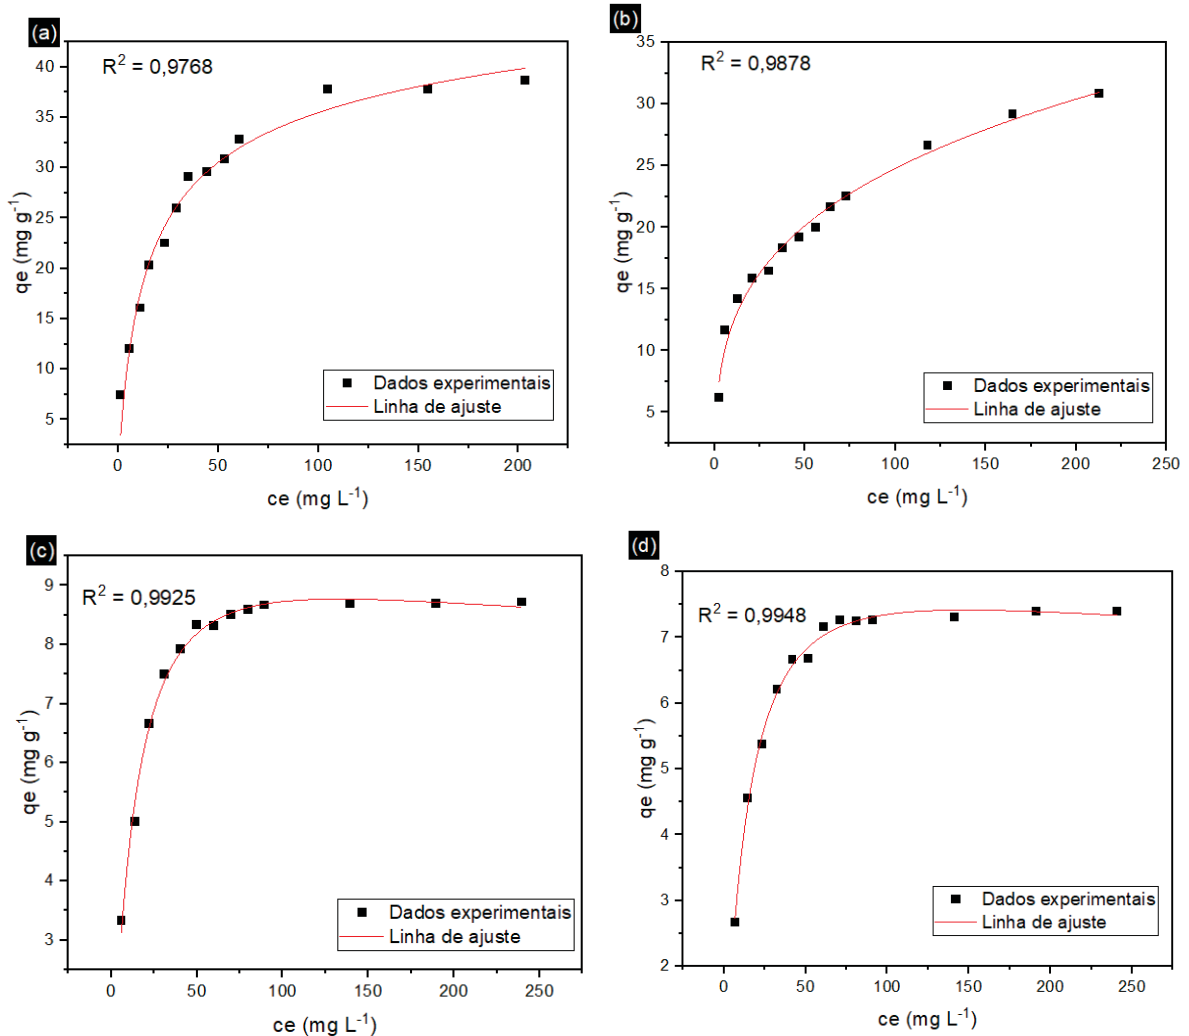 (a)
R² = 0,9768
40
35
30
25
20
15
10
5
qe (mg g⁻¹)
Dados experimentais
Linha de ajuste
0 50 100 150 200
ce (mg L⁻¹)
(b)
R² = 0,9878
35
30
25
20
15
10
5
qe (mg g⁻¹)
Dados experimentais
Linha de ajuste
0 50 100 150 200 250
ce (mg L⁻¹)
(c)
R² = 0,9925
9
8
7
6
5
4
3
qe (mg g⁻¹)
Dados experimentais
Linha de ajuste
0 50 100 150 200 250
ce (mg L⁻¹)
(d)
R² = 0,9948
8
7
6
5
4
3
2
qe (mg g⁻¹)
Dados experimentais
Linha de ajuste
0 50 100 150 200 250
ce (mg L⁻¹)